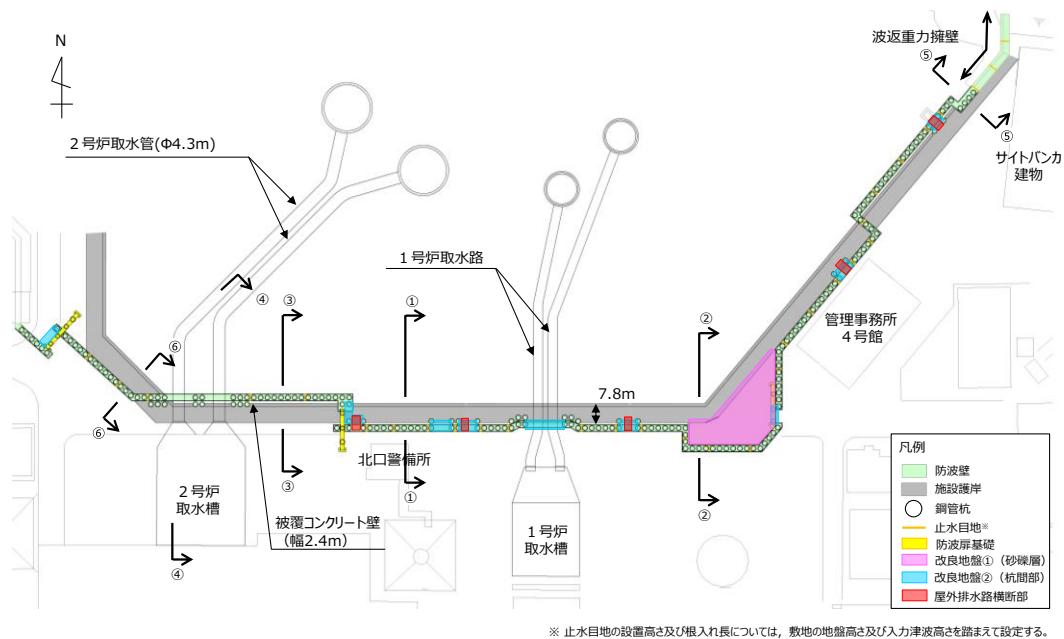 N
波返重力擁壁
⑤
⑤
サイトバンカ
建物
2号炉取水管(Φ4.3m)
1号炉取水路
④
③
①
②
⑥
管理事務所
4号館
7.8m
⑥
北口警備所
③
①
②
2号炉
取水槽
被覆コンクリート壁
(幅2.4m)
1号炉
取水槽
④
凡例
防波壁
施設護岸
鋼管杭
止水目地※
防波扉基礎
改良地盤①(砂礫層)
改良地盤②(杭間部)
屋外排水路横断部
※ 止水目地の設置高さ及び根入れ長については，敷地の地盤高さ及び入力津波高さを踏まえて設定する。